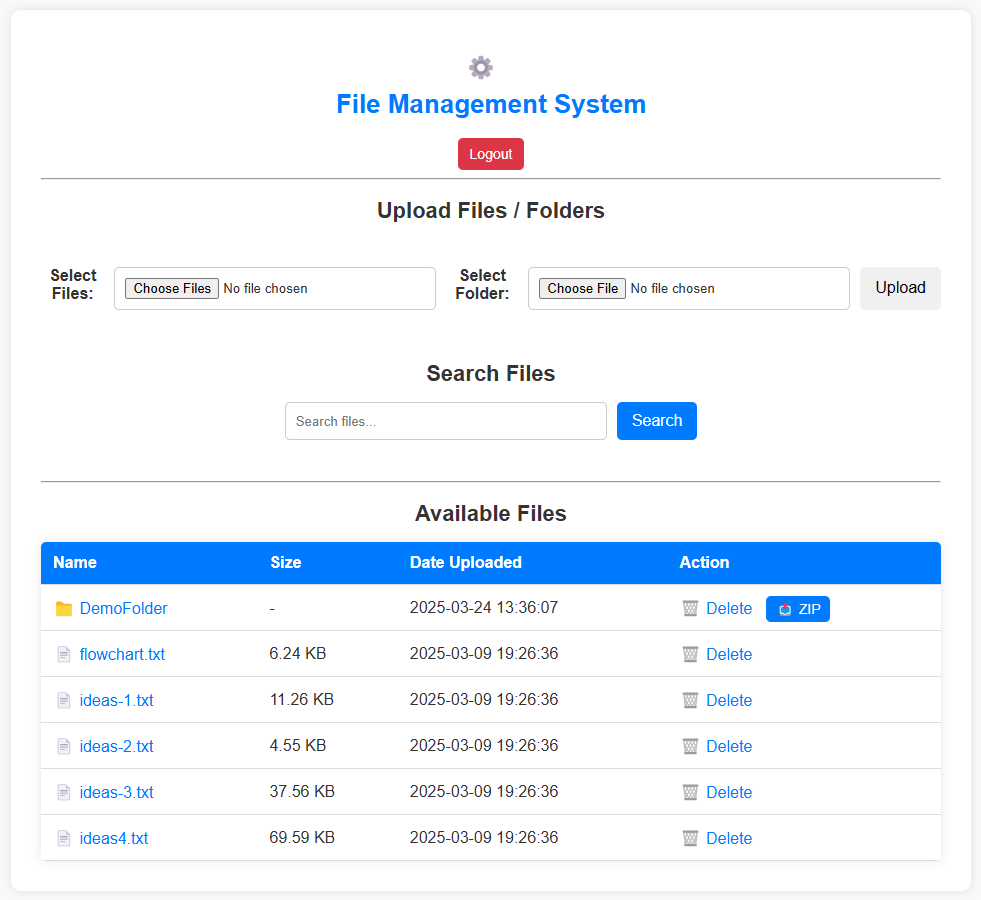 File Management System
Logout
Upload Files / Folders
Select Files:
Choose Files No file chosen
Select Folder:
Choose File No file chosen
Upload
Search Files
Search files...
Search
Available Files
Name Size Date Uploaded Action
DemoFolder - 2025-03-24 13:36:07 Delete ZIP
flowchart.txt 6.24 KB 2025-03-09 19:26:36 Delete
ideas-1.txt 11.26 KB 2025-03-09 19:26:36 Delete
ideas-2.txt 4.55 KB 2025-03-09 19:26:36 Delete
ideas-3.txt 37.56 KB 2025-03-09 19:26:36 Delete
ideas4.txt 69.59 KB 2025-03-09 19:26:36 Delete